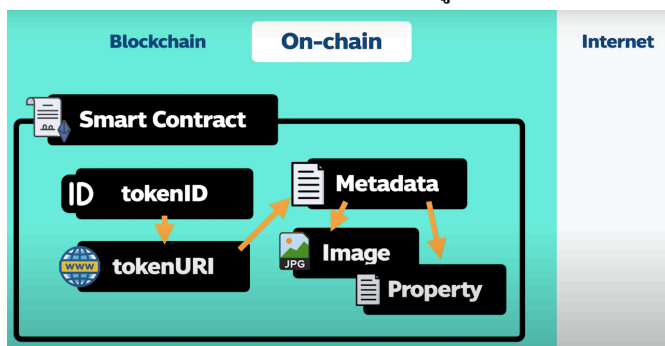 Blockchain
On-chain
Internet
Smart Contract
ID
tokenID
Metadata
www
tokenURI
JPG
Image
Property